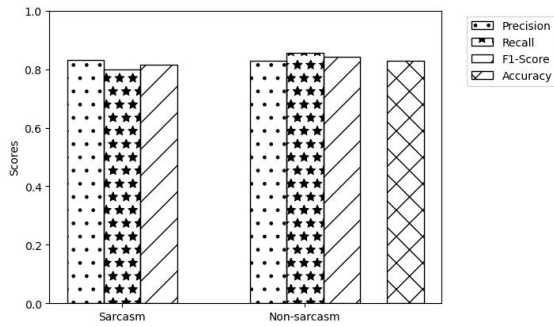 1.0
0.8
0.6
0.4
0.2
0.0
Scores
Sarcasm
Non-sarcasm
Precision
Recall
F1-Score
Accuracy